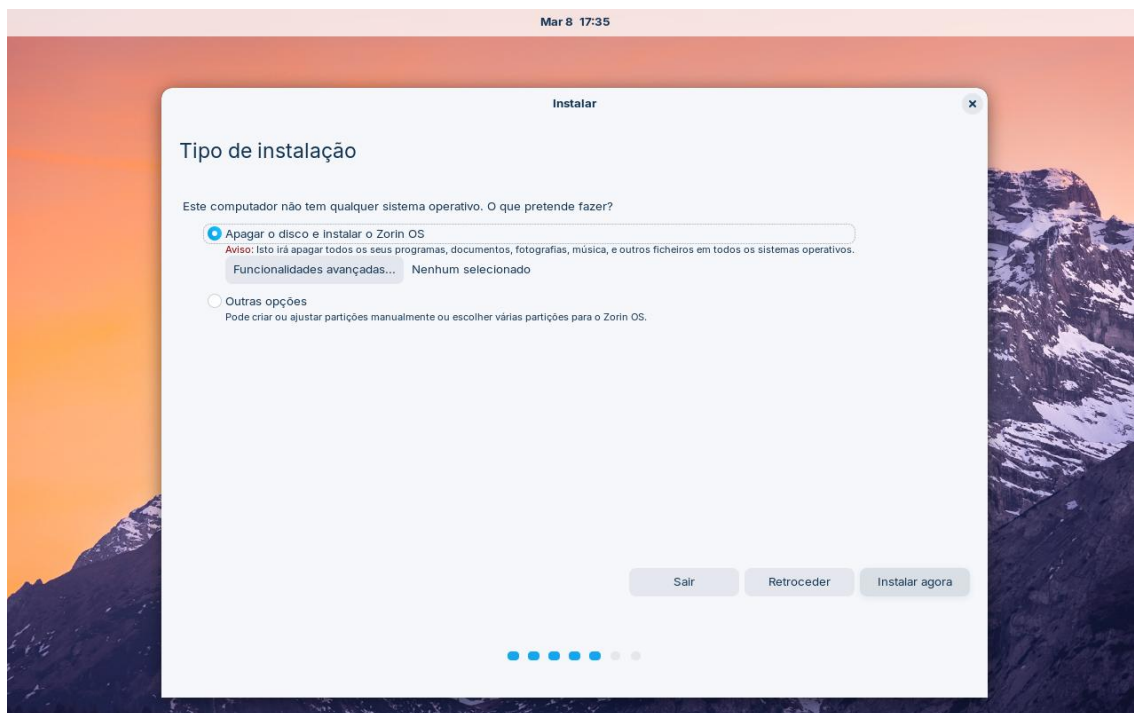 Mar 8 17:35
Instalar
Tipo de instalação
Este computador não tem qualquer sistema operativo. O que pretende fazer?
Apagar o disco e instalar o Zorin OS
Aviso: Isto irá apagar todos os seus programas, documentos, fotografias, música, e outros ficheiros em todos os sistemas operativos.
Funcionalidades avançadas... Nenhum selecionado
Outras opções
Pode criar ou ajustar partições manualmente ou escolher várias partições para o Zorin OS.
Sair Retroceder Instalar agora